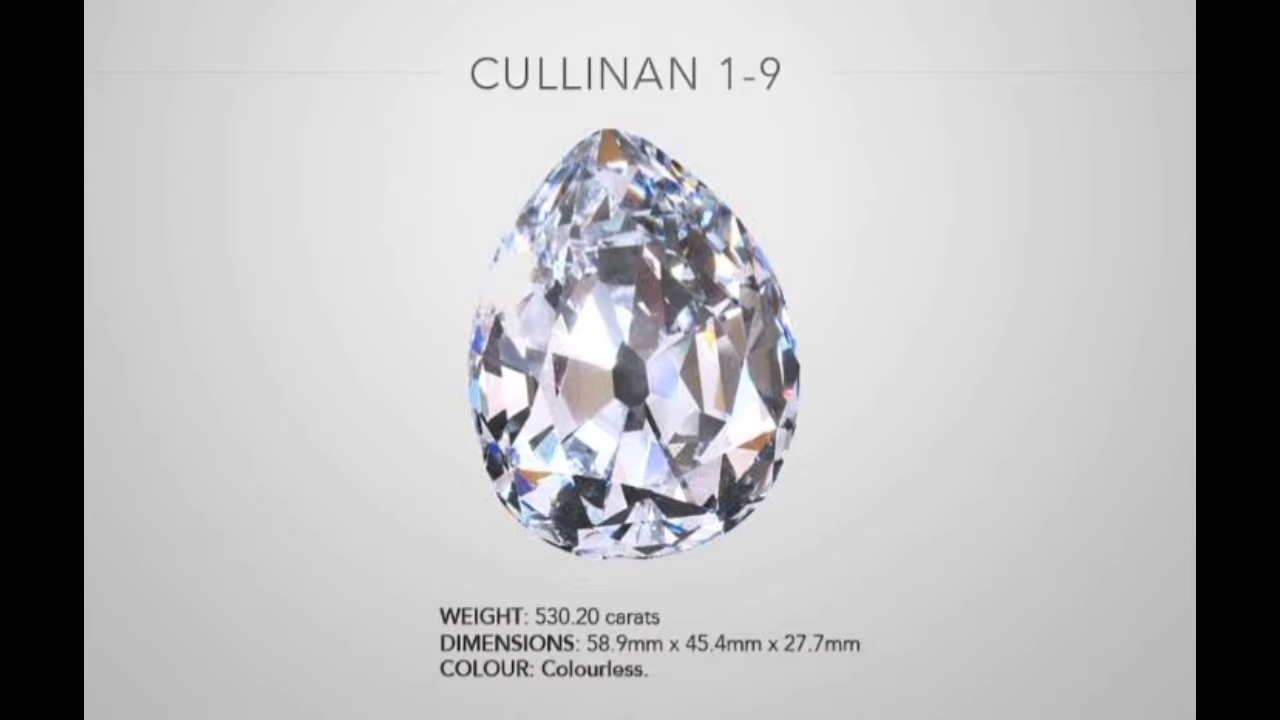 CULLINAN 1-9
WEIGHT: 530.20 carats
DIMENSIONS: 58.9mm x 45.4mm x 27.7mm
COLOUR: Colourless.